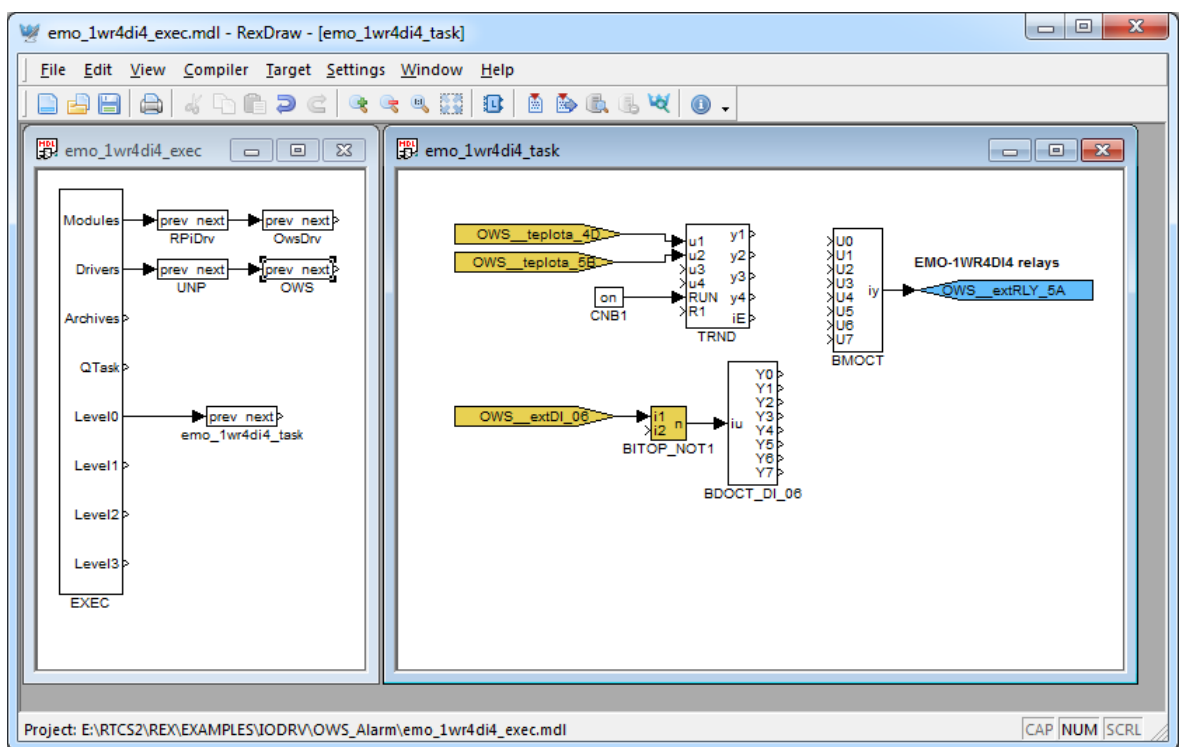 emo_1wr4di4_exec.mdl - RexDraw - [emo_1wr4di4_task]
File Edit View Compiler Target Settings Window Help
emo_1wr4di4_exec
Modules
prev next
prev next
RPiDrv
OwsDrv
Drivers
prev next
prev next
UNP
OWS
Archives
QTask
Level0
prev next
emo_1wr4di4_task
Level1
Level2
Level3
EXEC
emo_1wr4di4_task
OWS__teplota_4D
OWS__teplota_5B
on
CNB1
u1 y1
u2 y2
u3 y3
u4
RUN y4
R1 iE
TRND
U0
U1
U2
U3
U4
U5
U6
U7
iy
BMOCT
EMO-1WR4DI4 relays
OWS__extRLY_5A
OWS__extDI_06
i1
i2
n
BITOP_NOT1
iu
Y0
Y1
Y2
Y3
Y4
Y5
Y6
Y7
BDOCT_DI_06
Project: E:\RTCS2\REX\EXAMPLES\IODRV\OWS_Alarm\emo_1wr4di4_exec.mdl
CAP NUM SCRL